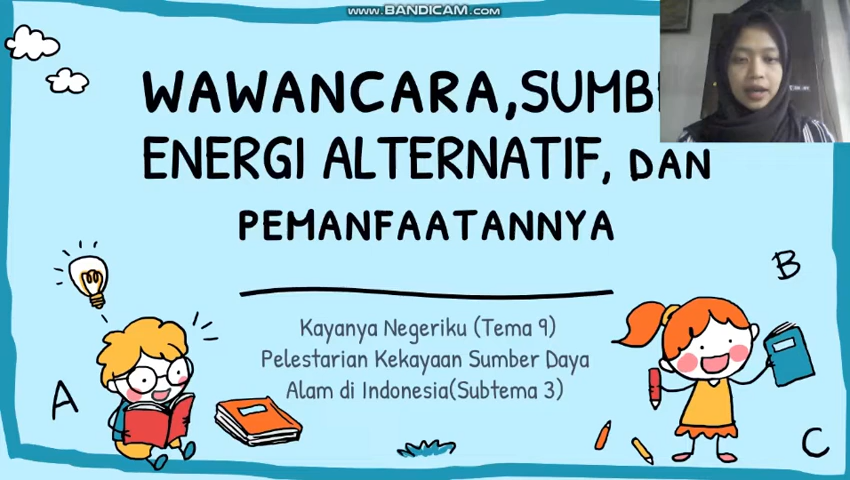 www.BANDICAM.com
WAWANCARA,SUMB
ENERGI ALTERNATIF, DAN
PEMANFAATANNYA
Kayanya Negeriku (Tema 9)
Pelestarian Kekayaan Sumber Daya
Alam di Indonesia(Subtema 3)
A
B
C